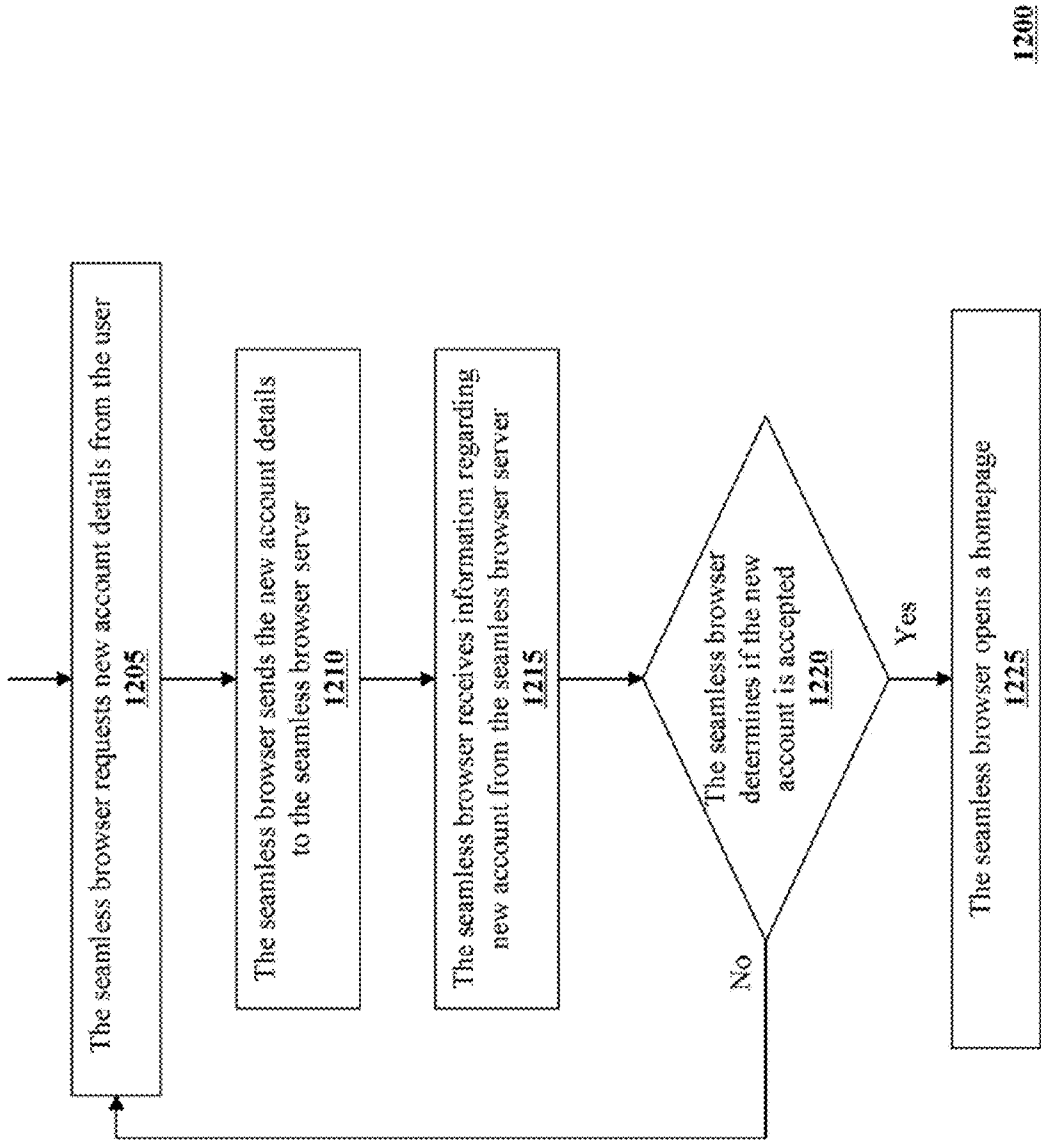 The seamless browser requests new account details from the user
1205
The seamless browser sends the new account details
to the seamless browser server
1210
The seamless browser receives information regarding
new account from the seamless browser server
1215
The seamless browser
determines if the new
account is accepted
1220
No
Yes
The seamless browser opens a homepage
1225
1200